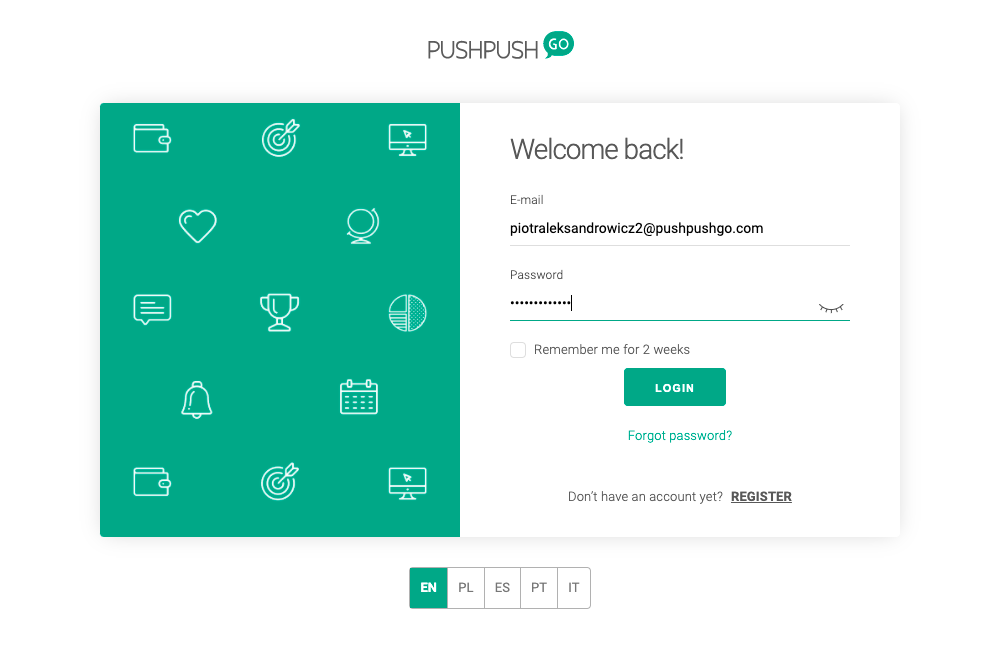 PUSHPUSH GO
Welcome back!
E-mail
piotraleksandrowicz2@pushpushgo.com
Password
•••••••••••••
Remember me for 2 weeks
LOGIN
Forgot password?
Don't have an account yet? REGISTER
EN PL ES PT IT